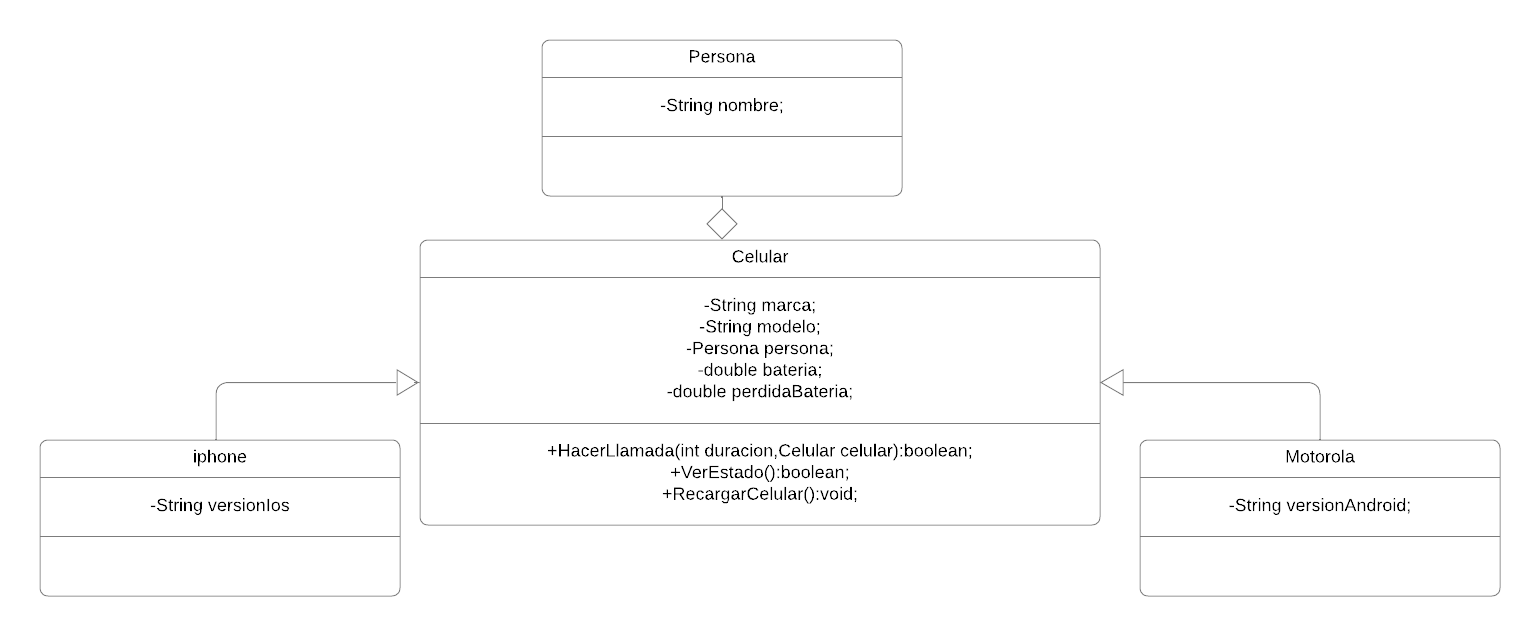 Persona
-String nombre;
Celular
-String marca;
-String modelo;
-Persona persona;
-double bateria;
-double perdidaBateria;
+HacerLlamada(int duracion,Celular celular):boolean;
+VerEstado():boolean;
+RecargarCelular():void;
iphone
-String versionIos
Motorola
-String versionAndroid;